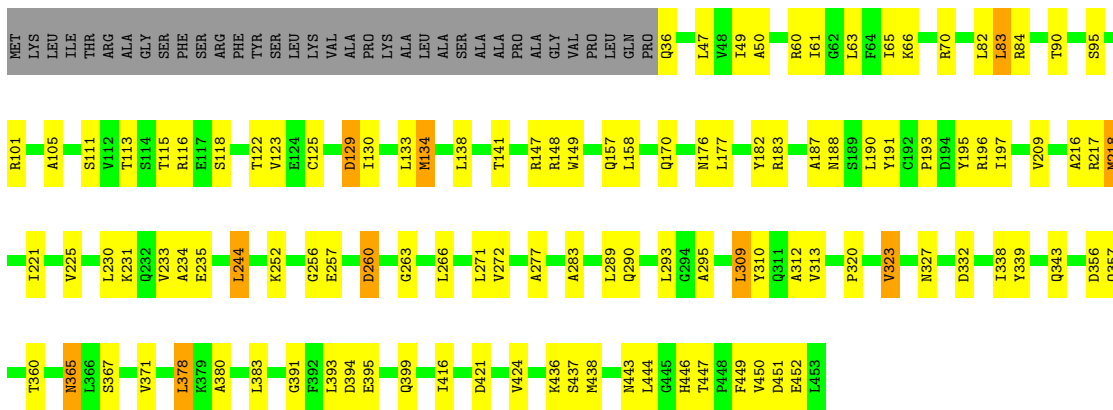 MET LYS LEU ILE THR ARG ALA GLY SER PHE SER ARG PHE TYR SER LEU LYS VAL ALA PRO LYS ALA LEU ALA SER ALA ALA PRO ALA GLY VAL PRO LEU GLN PRO Q36 L47 V48 I49 A50 R60 I61 G62 L63 F64 I65 K66 R70 L82 L83 R84 T90 S95
R101 A105 S111 V112 T113 S114 T115 R116 E117 S118 T122 V123 E124 C125 D129 I130 L133 M134 L138 T141 R147 R148 W149 Q157 L158 Q170 N176 L177 Y182 R183 A187 N188 S189 L190 Y191 C192 P193 D194 Y195 R196 I197 V209 A216 R217 M218
I221 V225 L230 K231 Q232 V233 A234 E235 L244 K252 G256 E257 D260 G263 L266 L271 V272 A277 A283 L289 Q290 L293 G294 A295 L309 Y310 Q311 A312 V313 P320 V323 N327 D332 I338 Y339 Q343 D356 Q357
T360 N365 L366 S367 V371 L378 K379 A380 L383 G391 F392 L393 D394 E395 Q399 I416 D421 V424 K436 S437 M438 N443 L444 G445 H446 T447 P448 F449 V450 D451 E452 L453